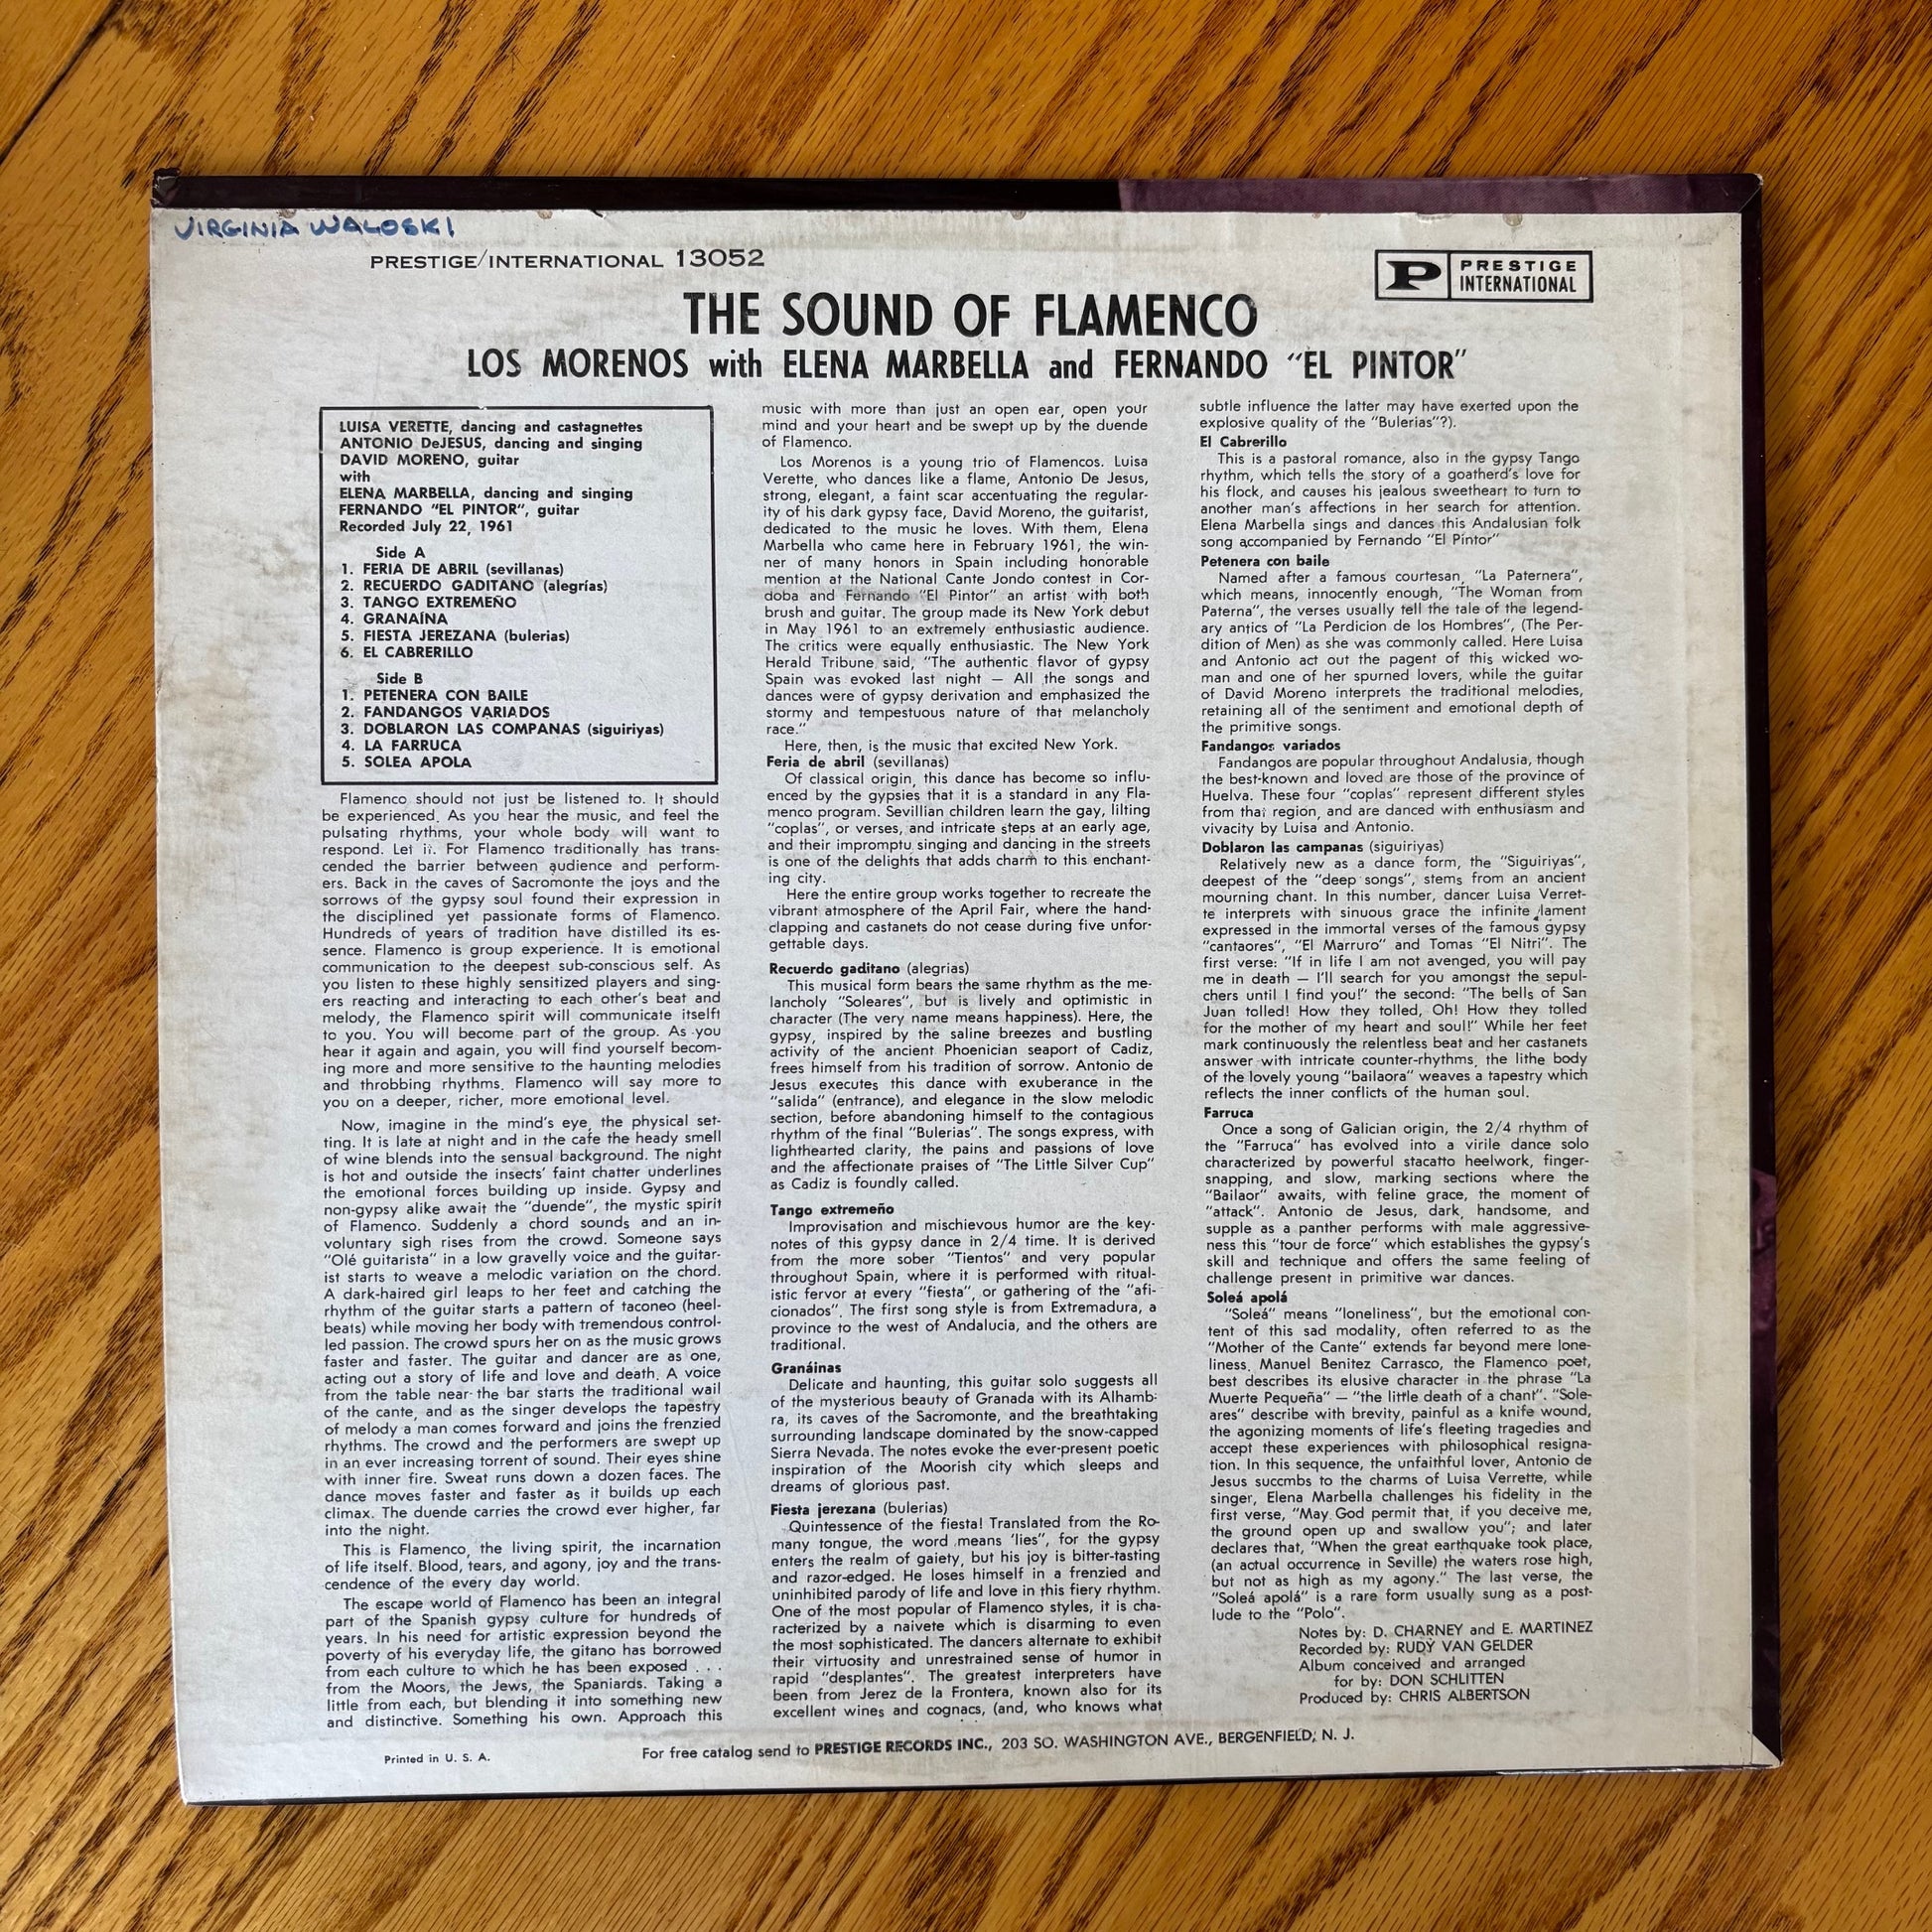 VIRGINIA WALOSKI
PRESTIGE/INTERNATIONAL 13052
P PRESTIGE
INTERNATIONAL
THE SOUND OF FLAMENCO
LOS MORENOS with ELENA MARBELLA and FERNANDO "EL PINTOR"
LUISA VERETTE, dancing and castagnettes
ANTONIO DeJESUS, dancing and singing
DAVID MORENO, guitar
with
ELENA MARBELLA, dancing and singing
FERNANDO "EL PINTOR", guitar
Recorded July 22, 1961
Side A
1. FERIA DE ABRIL (sevillanas)
2. RECUERDO GADITANO (alegrías)
3. TANGO EXTREMEÑO
4. GRANAÍNA
5. FIESTA JEREZANA (bulerias)
6. EL CABRERILLO
Side B
1. PETENERA CON BAILE
2. FANDANGOS VARIADOS
3. DOBLARON LAS COMPANAS (siguiriyas)
4. LA FARRUCA
5. SOLEA APOLA
Flamenco should not just be listened to. It should
be experienced. As you hear the music, and feel the
pulsating rhythms, your whole body will want to
respond. Let it. For Flamenco traditionally has trans-
cended the barrier between audience and perform-
ers. Back in the caves of Sacromonte the joys and the
sorrows of the gypsy soul found their expression in
the disciplined yet passionate forms of Flamenco.
Hundreds of years of tradition have distilled its es-
sence. Flamenco is group experience. It is emotional
communication to the deepest sub-conscious self. As
you listen to these highly sensitized players and sing-
ers reacting and interacting to each other's beat and
melody, the Flamenco spirit will communicate itselft
to you. You will become part of the group. As you
hear it again and again, you will find yourself becom-
ing more and more sensitive to the haunting melodies
and throbbing rhythms. Flamenco will say more to
you on a deeper, richer, more emotional level.
Now, imagine in the mind's eye, the physical set-
ting. It is late at night and in the cafe the heady smell
of wine blends into the sensual background. The night
is hot and outside the insects' faint chatter underlines
the emotional forces building up inside. Gypsy and
non-gypsy alike await the "duende", the mystic spirit
of Flamenco. Suddenly a chord sounds and an in-
voluntary sigh rises from the crowd. Someone says
"Olé guitarista" in a low gravelly voice and the guitar-
ist starts to weave a melodic variation on the chord.
A dark-haired girl leaps to her feet and catching the
rhythm of the guitar starts a pattern of taconeo (heel-
beats) while moving her body with tremendous control-
led passion. The crowd spurs her on as the music grows
faster and faster. The guitar and dancer are as one,
acting out a story of life and love and death. A voice
from the table near the bar starts the traditional wail
of the cante, and as the singer develops the tapestry
of melody a man comes forward and joins the frenzied
rhythms. The crowd and the performers are swept up
in an ever increasing torrent of sound. Their eyes shine
with inner fire. Sweat runs down a dozen faces. The
dance moves faster and faster as it builds up each
climax. The duende carries the crowd ever higher, far
into the night.
This is Flamenco, the living spirit, the incarnation
of life itself. Blood, tears, and agony, joy and the trans-
cendence of the every day world.
The escape world of Flamenco has been an integral
part of the Spanish gypsy culture for hundreds of
years. In his need for artistic expression beyond the
poverty of his everyday life, the gitano has borrowed
from each culture to which he has been exposed . . .
from the Moors, the Jews, the Spaniards. Taking a
little from each, but blending it into something new
and distinctive. Something his own. Approach this
music with more than just an open ear, open your
mind and your heart and be swept up by the duende
of Flamenco.
Los Morenos is a young trio of Flamencos. Luisa
Verette, who dances like a flame, Antonio De Jesus,
strong, elegant, a faint scar accentuating the regular-
ity of his dark gypsy face, David Moreno, the guitarist,
dedicated to the music he loves. With them, Elena
Marbella who came here in February 1961, the win-
ner of many honors in Spain including honorable
mention at the National Cante Jondo contest in Cor-
doba and Fernando "El Pintor" an artist with both
brush and guitar. The group made its New York debut
in May 1961 to an extremely enthusiastic audience.
The critics were equally enthusiastic. The New York
Herald Tribune said, "The authentic flavor of gypsy
Spain was evoked last night — All the songs and
dances were of gypsy derivation and emphasized the
stormy and tempestuous nature of that melancholy
race."
Here, then, is the music that excited New York.
Feria de abril (sevillanas)
Of classical origin, this dance has become so influ-
enced by the gypsies that it is a standard in any Fla-
menco program. Sevillian children learn the gay, lilting
"coplas", or verses, and intricate steps at an early age,
and their impromptu singing and dancing in the streets
is one of the delights that adds charm to this enchant-
ing city.
Here the entire group works together to recreate the
vibrant atmosphere of the April Fair, where the hand-
clapping and castanets do not cease during five unfor-
gettable days.
Recuerdo gaditano (alegrias)
This musical form bears the same rhythm as the me-
lancholy "Soleares", but is lively and optimistic in
character (The very name means happiness). Here, the
gypsy, inspired by the saline breezes and bustling
activity of the ancient Phoenician seaport of Cadiz,
frees himself from his tradition of sorrow. Antonio de
Jesus executes this dance with exuberance in the
"salida" (entrance), and elegance in the slow melodic
section, before abandoning himself to the contagious
rhythm of the final "Bulerias". The songs express, with
lighthearted clarity, the pains and passions of love
and the affectionate praises of "The Little Silver Cup"
as Cadiz is foundly called.
Tango extremeño
Improvisation and mischievous humor are the key-
notes of this gypsy dance in 2/4 time. It is derived
from the more sober "Tientos" and very popular
throughout Spain, where it is performed with ritual-
istic fervor at every "fiesta", or gathering of the "afi-
cionados". The first song style is from Extremadura, a
province to the west of Andalucia, and the others are
traditional.
Granáinas
Delicate and haunting, this guitar solo suggests all
of the mysterious beauty of Granada with its Alhamb-
ra, its caves of the Sacromonte, and the breathtaking
surrounding landscape dominated by the snow-capped
Sierra Nevada. The notes evoke the ever-present poetic
inspiration of the Moorish city which sleeps and
dreams of glorious past.
Fiesta jerezana (bulerias)
Quintessence of the fiesta! Translated from the Ro-
many tongue, the word means 'lies", for the gypsy
enters the realm of gaiety, but his joy is bitter-tasting
and razor-edged. He loses himself in a frenzied and
uninhibited parody of life and love in this fiery rhythm.
One of the most popular of Flamenco styles, it is cha-
racterized by a naivete which is disarming to even
the most sophisticated. The dancers alternate to exhibit
their virtuosity and unrestrained sense of humor in
rapid "desplantes". The greatest interpreters have
been from Jerez de la Frontera, known also for its
excellent wines and cognacs, (and, who knows what
subtle influence the latter may have exerted upon the
explosive quality of the "Bulerias"?).
El Cabrerillo
This is a pastoral romance, also in the gypsy Tango
rhythm, which tells the story of a goatherd's love for
his flock, and causes his jealous sweetheart to turn to
another man's affections in her search for attention.
Elena Marbella sings and dances this Andalusian folk
song accompanied by Fernando "El Pintor"
Petenera con baile
Named after a famous courtesan, "La Paternera",
which means, innocently enough, "The Woman from
Paterna", the verses usually tell the tale of the legend-
ary antics of "La Perdicion de los Hombres", (The Per-
dition of Men) as she was commonly called. Here Luisa
and Antonio act out the pagent of this wicked wo-
man and one of her spurned lovers, while the guitar
of David Moreno interprets the traditional melodies,
retaining all of the sentiment and emotional depth of
the primitive songs.
Fandangos variados
Fandangos are popular throughout Andalusia, though
the best-known and loved are those of the province of
Huelva. These four "coplas" represent different styles
from that region, and are danced with enthusiasm and
vivacity by Luisa and Antonio.
Doblaron las campanas (siguiriyas)
Relatively new as a dance form, the "Siguiriyas",
deepest of the "deep songs", stems from an ancient
mourning chant. In this number, dancer Luisa Verret-
te interprets with sinuous grace the infinite lament
expressed in the immortal verses of the famous gypsy
"cantaores", "El Marruro" and Tomas "El Nitri". The
first verse: "If in life I am not avenged, you will pay
me in death — I'll search for you amongst the sepul-
chers until I find you!" the second: "The bells of San
Juan tolled! How they tolled, Oh! How they tolled
for the mother of my heart and soul!" While her feet
mark continuously the relentless beat and her castanets
answer with intricate counter-rhythms, the lithe body
of the lovely young "bailaora" weaves a tapestry which
reflects the inner conflicts of the human soul.
Farruca
Once a song of Galician origin, the 2/4 rhythm of
the "Farruca" has evolved into a virile dance solo
characterized by powerful stacatto heelwork, finger-
snapping, and slow, marking sections where the
"Bailaor" awaits, with feline grace, the moment of
"attack". Antonio de Jesus, dark, handsome, and
supple as a panther performs with male aggressive-
ness this "tour de force" which establishes the gypsy's
skill and technique and offers the same feeling of
challenge present in primitive war dances.
Soleá apolá
"Soleá" means "loneliness", but the emotional con-
tent of this sad modality, often referred to as the
"Mother of the Cante" extends far beyond mere lone-
liness. Manuel Benitez Carrasco, the Flamenco poet,
best describes its elusive character in the phrase "La
Muerte Pequeña" — "the little death of a chant". "Sole-
ares" describe with brevity, painful as a knife wound,
the agonizing moments of life's fleeting tragedies and
accept these experiences with philosophical resigna-
tion. In this sequence, the unfaithful lover, Antonio de
Jesus succmbs to the charms of Luisa Verrette, while
singer, Elena Marbella challenges his fidelity in the
first verse, "May God permit that, if you deceive me,
the ground open up and swallow you"; and later
declares that, "When the great earthquake took place,
(an actual occurrence in Seville) the waters rose high,
but not as high as my agony." The last verse, the
"Soleá apolá" is a rare form usually sung as a post-
lude to the "Polo".
Notes by: D. CHARNEY and E. MARTINEZ
Recorded by: RUDY VAN GELDER
Album conceived and arranged
for by: DON SCHLITTEN
Produced by: CHRIS ALBERTSON
Printed in U. S. A.
For free catalog send to PRESTIGE RECORDS INC., 203 SO. WASHINGTON AVE., BERGENFIELD, N. J.